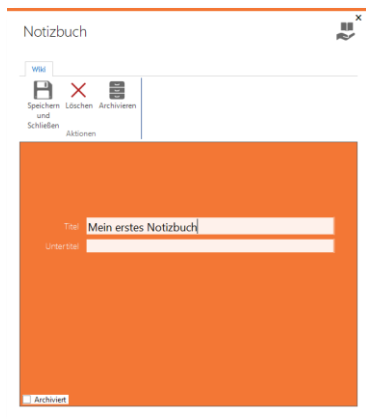 Notizbuch
Wiki
Speichern und Schließen
Löschen
Archivieren
Aktionen
Titel Mein erstes Notizbuch
Untertitel
Archiviert